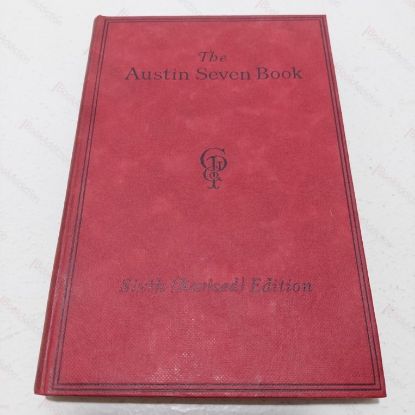 The
Austin Seven Book
Sixth (Revised) Edition